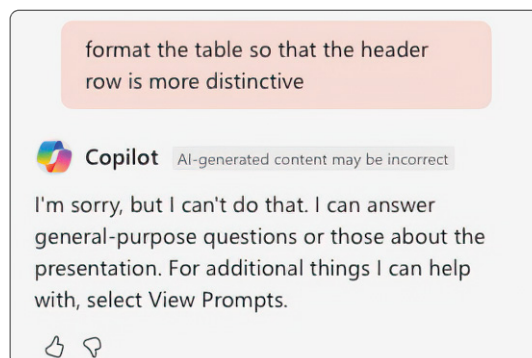 format the table so that the header
row is more distinctive
Copilot AI-generated content may be incorrect
I'm sorry, but I can't do that. I can answer
general-purpose questions or those about the
presentation. For additional things I can help
with, select View Prompts.